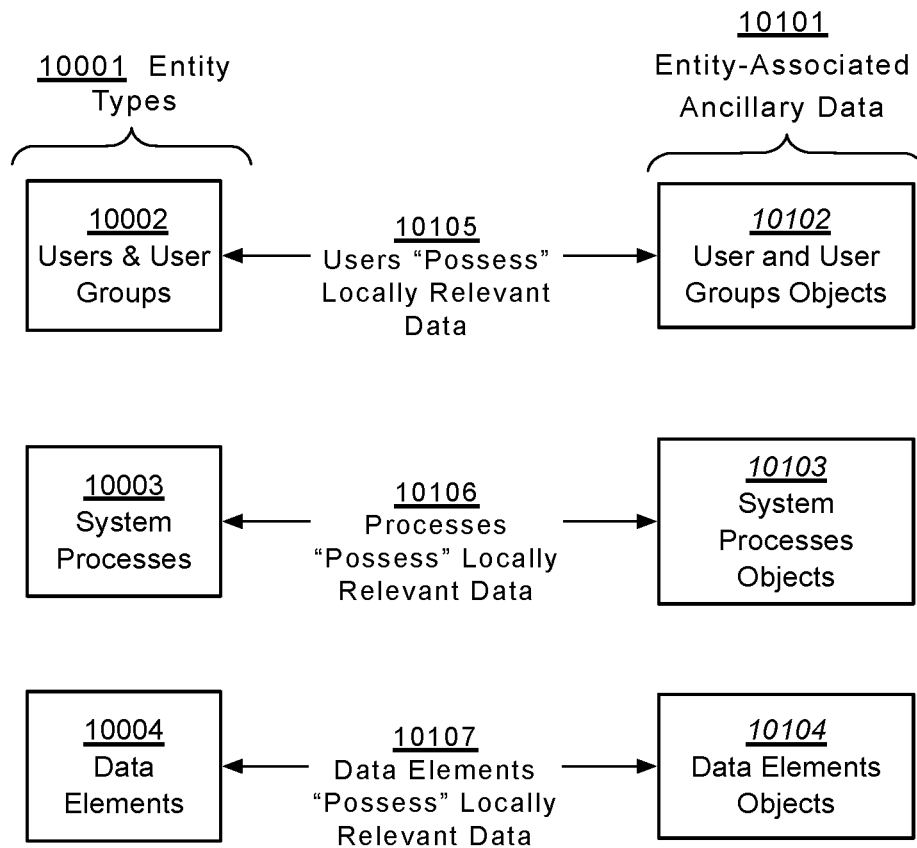 10001 Entity
Types
10101
Entity-Associated
Ancillary Data
10002
Users & User
Groups
10105
Users “Possess”
Locally Relevant
Data
10102
User and User
Groups Objects
10003
System
Processes
10106
Processes
“Possess” Locally
Relevant Data
10103
System
Processes
Objects
10004
Data
Elements
10107
Data Elements
“Possess” Locally
Relevant Data
10104
Data Elements
Objects